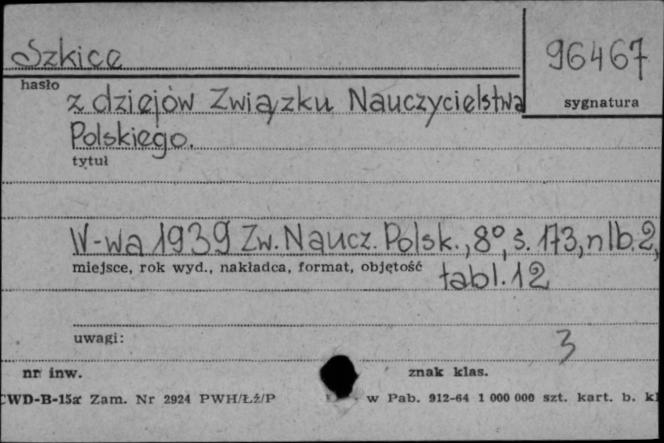 Szkice
96467
hasło
sygnatura
z dziejów Związku Nauczycielstwa
Polskiego.
tytuł
W-wa 1939 Zw. Naucz. Polsk., 8°, s. 173, nlb. 2,
miejsce, rok wyd., nakładca, format, objętość
tabl. 12
uwagi:
3
nr inw.
znak klas.
CWD-B-15a Zam. Nr 2924 PWH/Łż/P w Pab. 912-64 1 000 000 szt. kart. b. kl